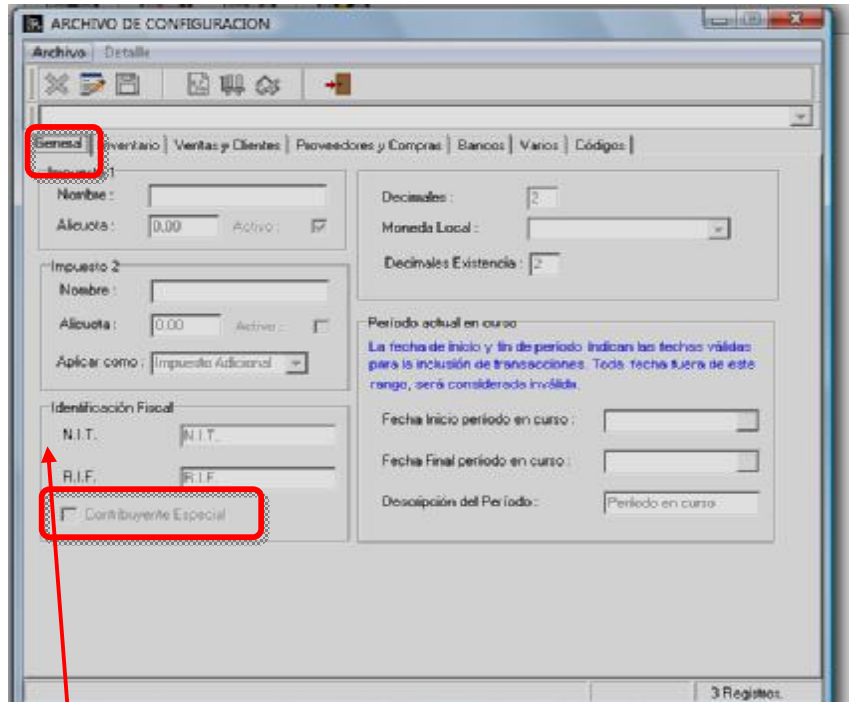 ARCHIVO DE CONFIGURACION
Archivo Detalle
General Inventario Ventas y Clientes Proveedores y Compras Bancos Varios Códigos
Impuesto 1
Nombre :
Alicuota : 0.00 Activo :
Decimales : 2
Moneda Local :
Decimales Existencia : 2
Impuesto 2
Nombre :
Alicuota : 0.00 Activo :
Aplicar como : Impuesto Adicional
Identificación Fiscal
N.I.T. N.I.T.
R.I.F. R.I.F.
Contribuyente Especial
Período actual en curso
La fecha de inicio y fin de período indican las fechas válidas
para la inclusión de transacciones. Toda fecha fuera de este
rango, será considerada inválida.
Fecha Inicio período en curso :
Fecha Final período en curso :
Descripción del Período : Período en curso
3 Registros.